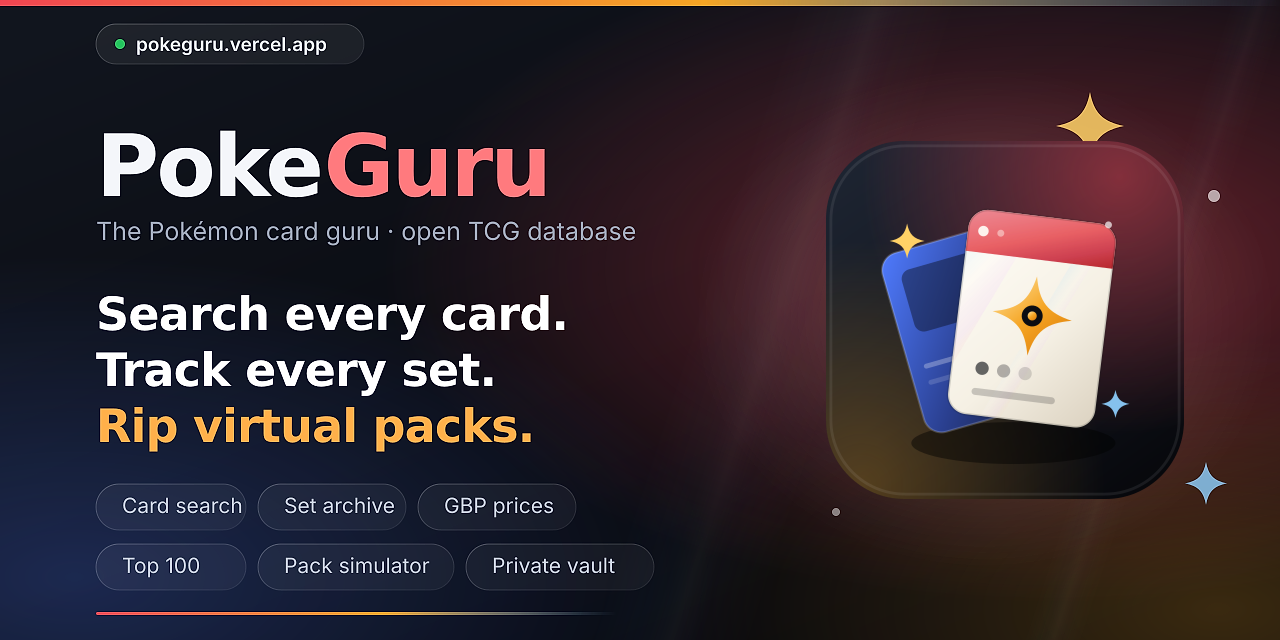 pokeguru.vercel.app
PokeGuru
The Pokémon card guru · open TCG database
Search every card.
Track every set.
Rip virtual packs.
Card search Set archive GBP prices
Top 100 Pack simulator Private vault